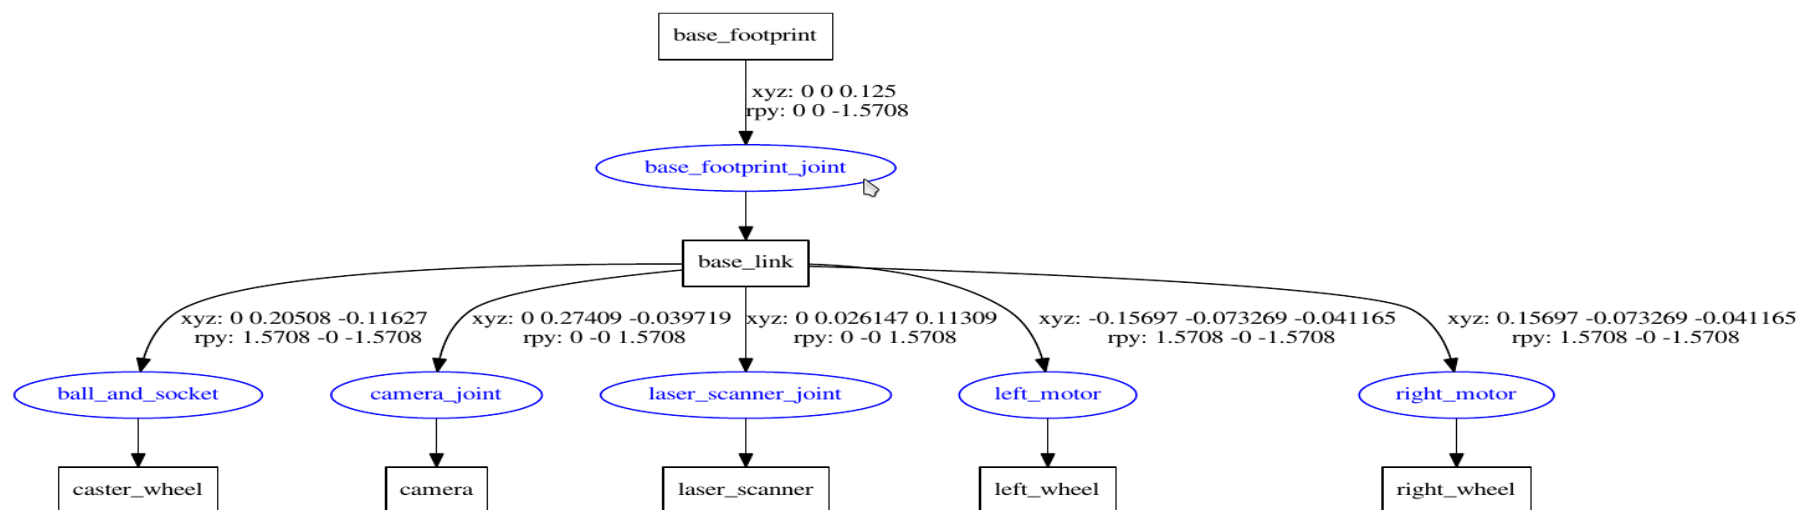 base_footprint
xyz: 0 0 0.125
rpy: 0 0 -1.5708
base_footprint_joint
base_link
xyz: 0 0.20508 -0.11627
rpy: 1.5708 -0 -1.5708
xyz: 0 0.27409 -0.039719
rpy: 0 -0 1.5708
xyz: 0 0.026147 0.11309
rpy: 0 -0 1.5708
xyz: -0.15697 -0.073269 -0.041165
rpy: 1.5708 -0 -1.5708
xyz: 0.15697 -0.073269 -0.041165
rpy: 1.5708 -0 -1.5708
ball_and_socket
camera_joint
laser_scanner_joint
left_motor
right_motor
caster_wheel
camera
laser_scanner
left_wheel
right_wheel